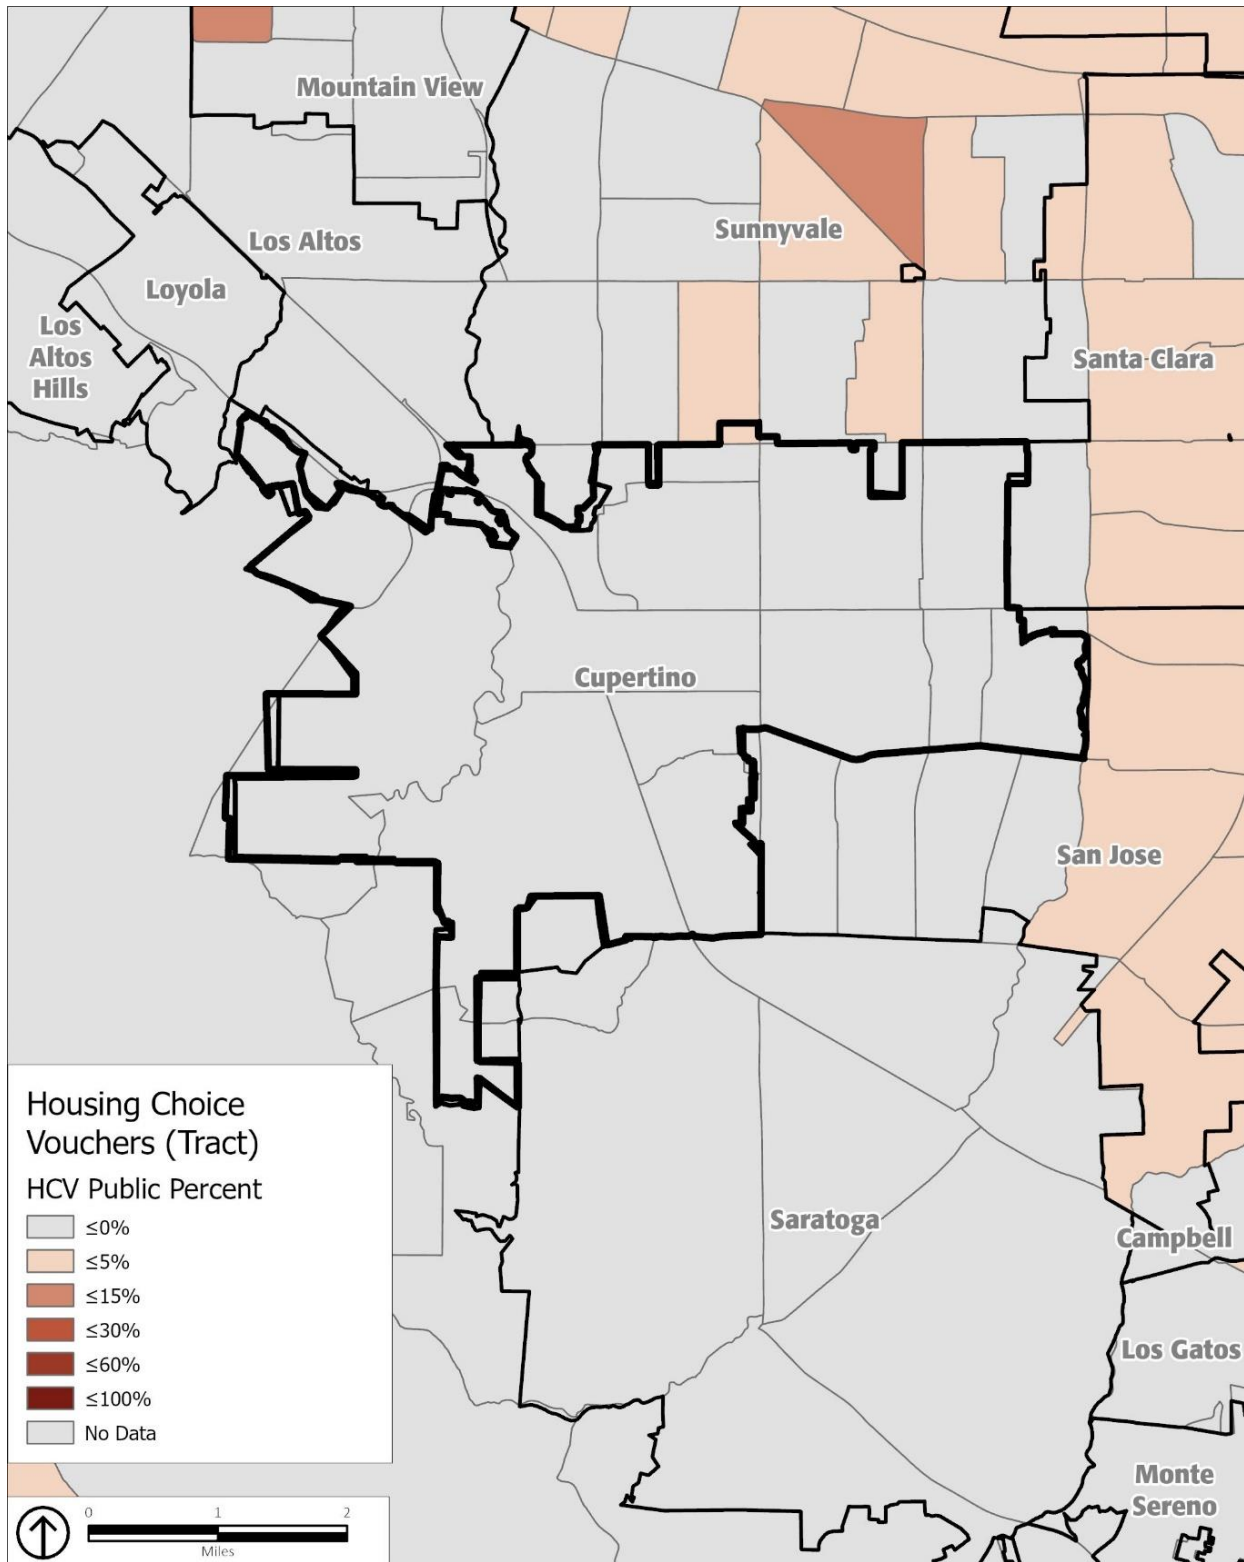 Mountain View
Los Altos
Sunnyvale
Loyola
Los
Altos
Hills
Santa Clara
Cupertino
San Jose
Housing Choice
Vouchers (Tract)
HCV Public Percent
≤0%
≤5%
≤15%
≤30%
≤60%
≤100%
No Data
Saratoga
Campbell
Los Gatos
Monte
Sereno
0 1 2
Miles